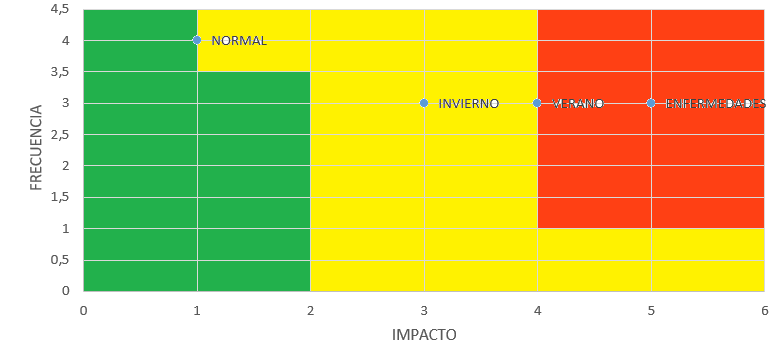 4,5
4
NORMAL
3,5
3
INVIERNO
VERANO
ENFERMEDADES
FRECUENCIA
2,5
2
1,5
1
0,5
0
0 1 2 3 4 5 6
IMPACTO